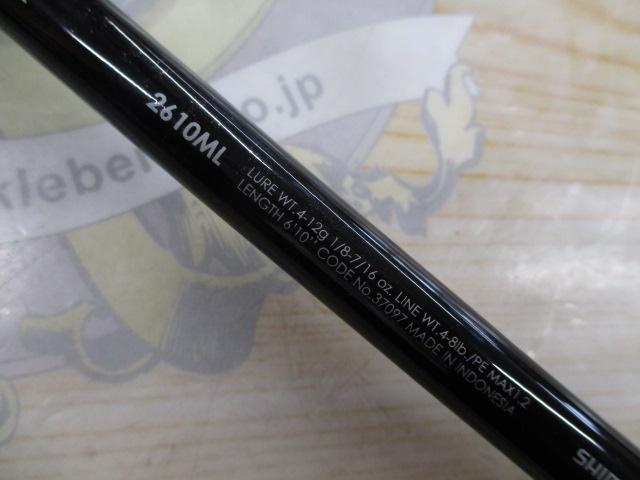 2610ML
LURE WT.4-12g 1/8-7/16 oz. LINE WT.4-8lb./PE MAX1.2
LENGTH 6'10'' CODE No.37097 MADE IN INDONESIA